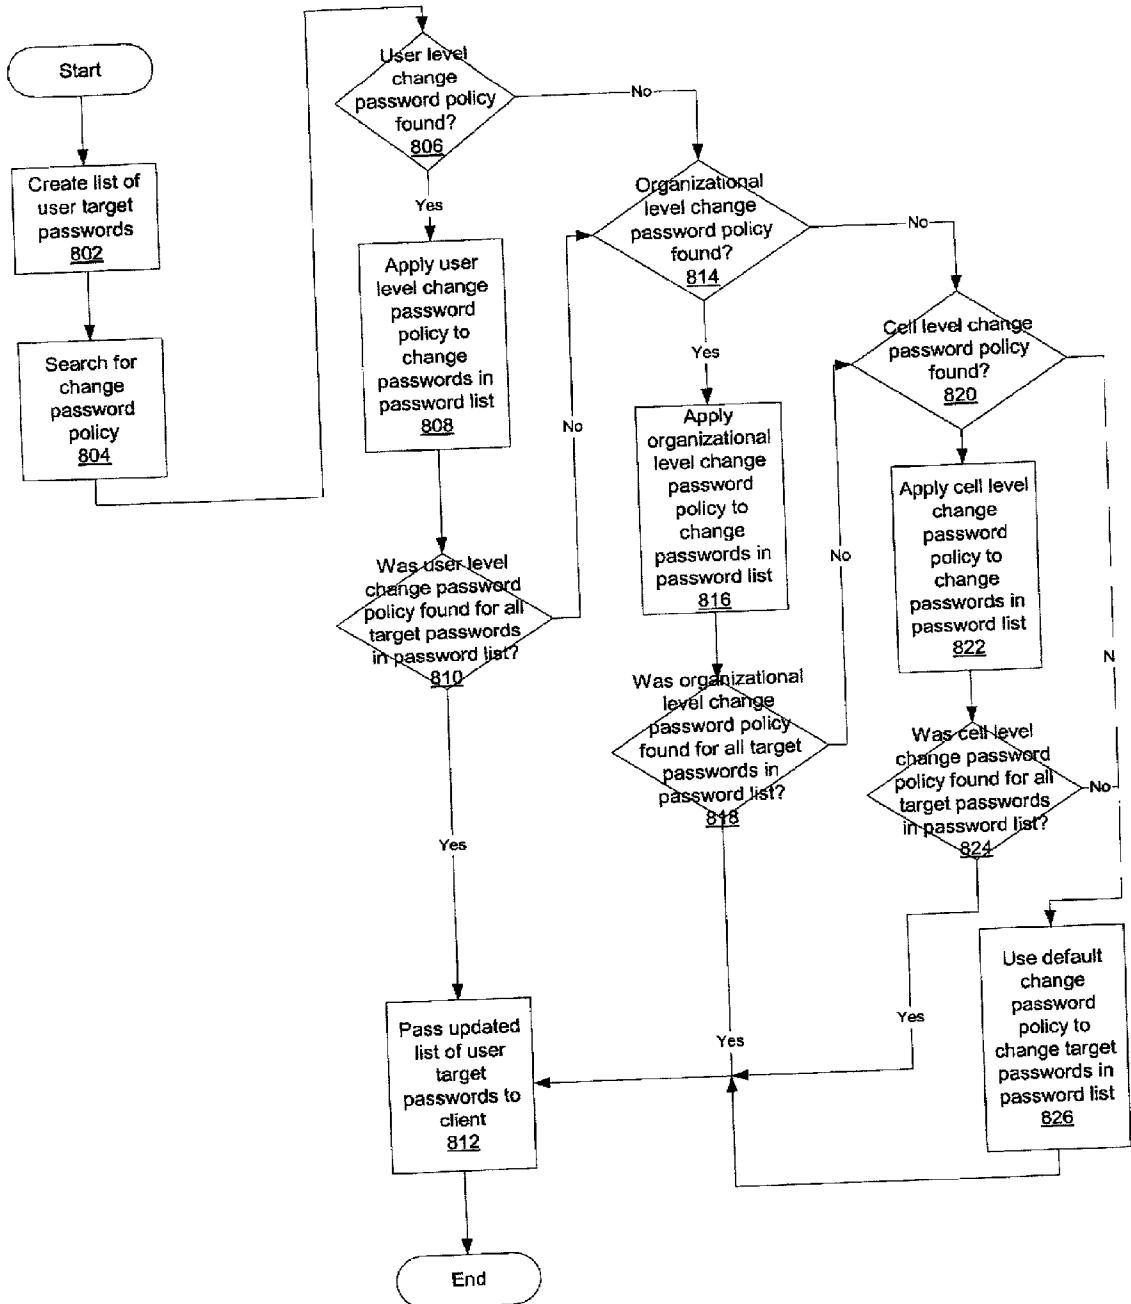 Start
Create list of
user target
passwords
802
Search for
change
password
policy
804
User level
change
password policy
found?
806
No
Yes
Apply user
level change
password
policy to
change
passwords in
password list
808
Was user level
change password
policy found for all
target passwords
in password list?
810
No
Yes
Organizational
level change
password policy
found?
814
No
Yes
Apply
organizational
level change
password
policy to
change
passwords in
password list
816
Was organizational
level change
password policy
found for all target
passwords in
password list?
818
No
Yes
Cell level change
password policy
found?
820
N
Apply cell level
change
password
policy to
change
passwords in
password list
822
Was cell level
change password
policy found for all
target passwords
in password list?
824
No
Yes
Use default
change
password
policy to
change target
passwords in
password list
826
Pass updated
list of user
target
passwords to
client
812
End